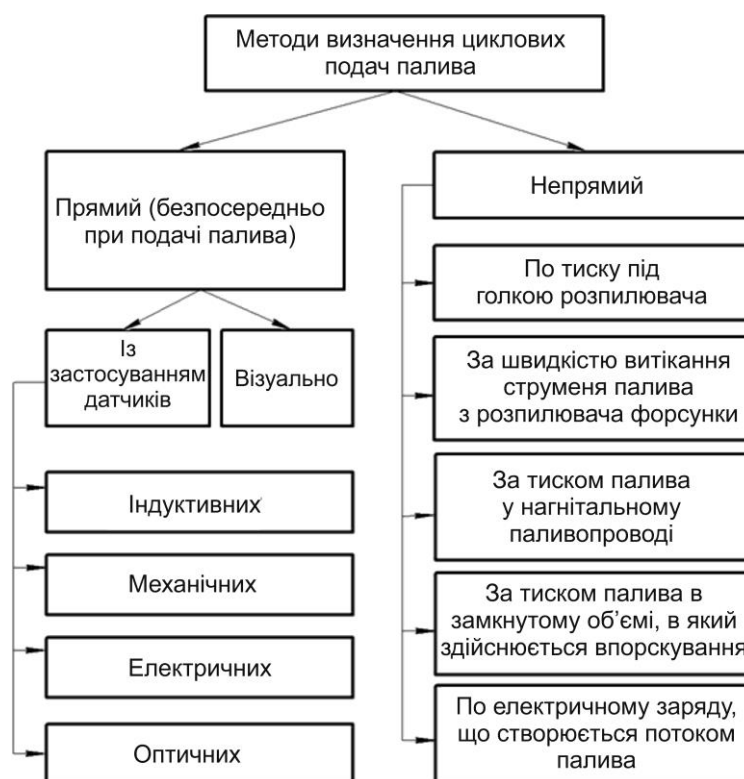 Методи визначення циклових
подач палива
Прямий (безпосередньо
при подачі палива)
Із
застосуванням
датчиків
Візуально
Індуктивних
Механічних
Електричних
Оптичних
Непрямий
По тиску під
голкою розпилювача
За швидкістю витікання
струменя палива
з розпилювача форсунки
За тиском палива
у нагнітальному
паливопроводі
За тиском палива в
замкнутому об’ємі, в який
здійснюється впорскування
По електричному заряду,
що створюється потоком
палива